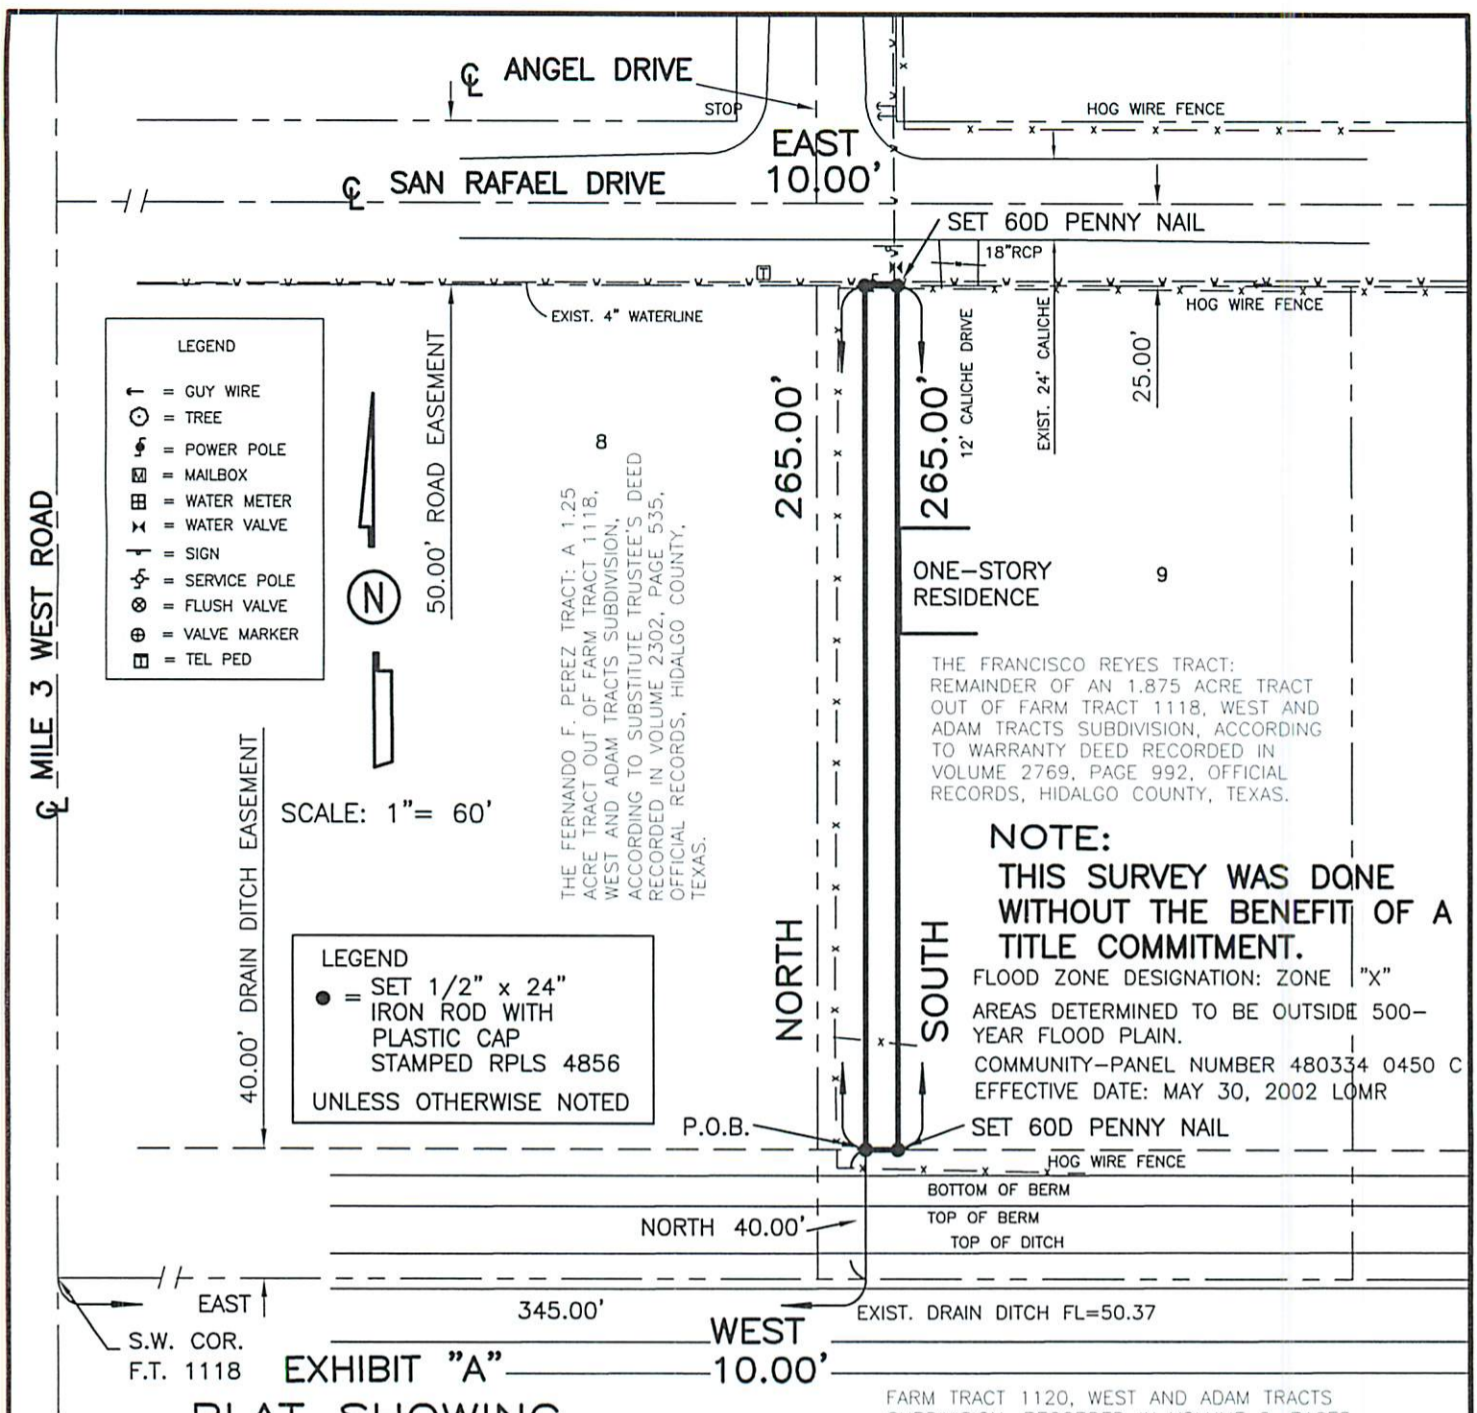 ℄ ANGEL DRIVE
STOP
HOG WIRE FENCE
EAST
10.00'
℄ SAN RAFAEL DRIVE
SET 60D PENNY NAIL
18"RCP
T
EXIST. 4" WATERLINE
HOG WIRE FENCE
LEGEND
= GUY WIRE
= TREE
= POWER POLE
M = MAILBOX
= WATER METER
= WATER VALVE
= SIGN
= SERVICE POLE
= FLUSH VALVE
= VALVE MARKER
T = TEL PED
N
50.00' ROAD EASEMENT
265.00'
265.00'
12' CALICHE DRIVE
EXIST. 24' CALICHE
25.00'
8
THE FERNANDO F. PEREZ TRACT: A 1.25
ACRE TRACT OUT OF FARM TRACT 1118,
WEST AND ADAM TRACTS SUBDIVISION,
ACCORDING TO SUBSTITUTE TRUSTEE'S DEED
RECORDED IN VOLUME 2302, PAGE 535,
OFFICIAL RECORDS, HIDALGO COUNTY,
TEXAS.
ONE-STORY
RESIDENCE
9
THE FRANCISCO REYES TRACT:
REMAINDER OF AN 1.875 ACRE TRACT
OUT OF FARM TRACT 1118, WEST AND
ADAM TRACTS SUBDIVISION, ACCORDING
TO WARRANTY DEED RECORDED IN
VOLUME 2769, PAGE 992, OFFICIAL
RECORDS, HIDALGO COUNTY, TEXAS.
℄ MILE 3 WEST ROAD
40.00' DRAIN DITCH EASEMENT
SCALE: 1"= 60'
NOTE:
THIS SURVEY WAS DONE
WITHOUT THE BENEFIT OF A
TITLE COMMITMENT.
FLOOD ZONE DESIGNATION: ZONE "X"
AREAS DETERMINED TO BE OUTSIDE 500-
YEAR FLOOD PLAIN.
COMMUNITY-PANEL NUMBER 480334 0450 C
EFFECTIVE DATE: MAY 30, 2002 LOMR
NORTH
SOUTH
LEGEND
= SET 1/2" x 24"
IRON ROD WITH
PLASTIC CAP
STAMPED RPLS 4856
UNLESS OTHERWISE NOTED
P.O.B.
SET 60D PENNY NAIL
HOG WIRE FENCE
BOTTOM OF BERM
TOP OF BERM
NORTH 40.00'
TOP OF DITCH
EAST
345.00'
EXIST. DRAIN DITCH FL=50.37
S.W. COR.
F.T. 1118
WEST
10.00'
EXHIBIT "A"
PLAT SHOWING
FARM TRACT 1120, WEST AND ADAM TRACTS